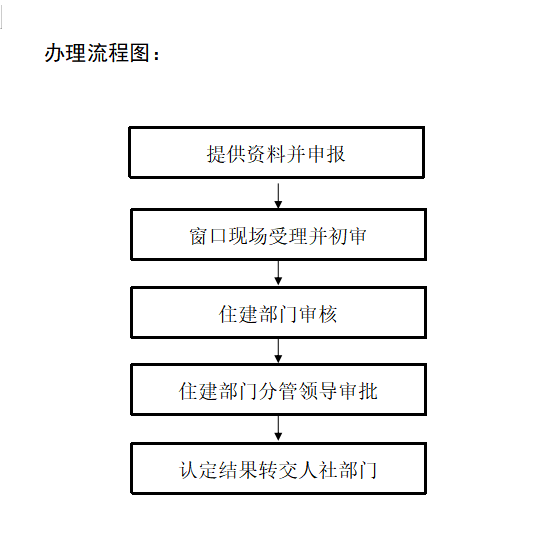 办理流程图：
提供资料并申报
窗口现场受理并初审
住建部门审核
住建部门分管领导审批
认定结果转交人社部门